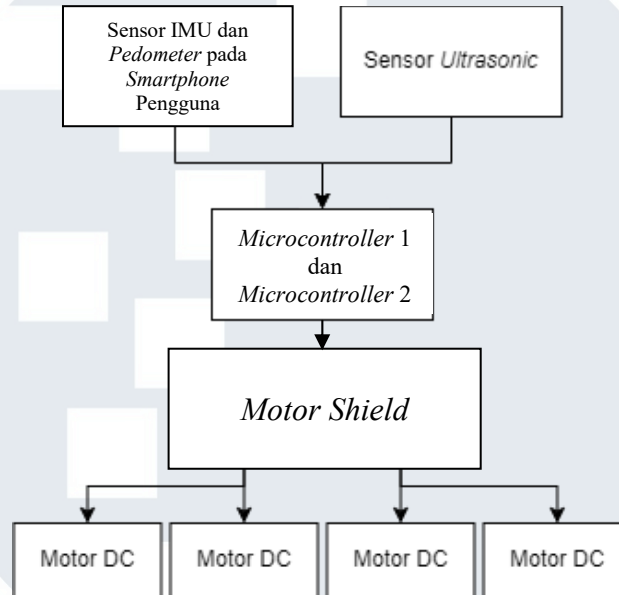 Sensor IMU dan
Pedometer pada
Smartphone
Pengguna
Sensor Ultrasonic
Microcontroller 1
dan
Microcontroller 2
Motor Shield
Motor DC
Motor DC
Motor DC
Motor DC